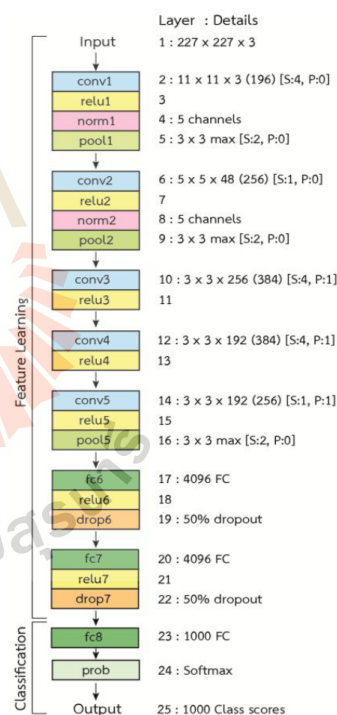 Layer : Details
Input 1 : 227 x 227 x 3
conv1 2 : 11 x 11 x 3 (196) [S:4, P:0]
relu1 3
norm1 4 : 5 channels
pool1 5 : 3 x 3 max [S:2, P:0]
conv2 6 : 5 x 5 x 48 (256) [S:1, P:0]
relu2 7
norm2 8 : 5 channels
pool2 9 : 3 x 3 max [S:2, P:0]
conv3 10 : 3 x 3 x 256 (384) [S:4, P:1]
relu3 11
conv4 12 : 3 x 3 x 192 (384) [S:4, P:1]
relu4 13
conv5 14 : 3 x 3 x 192 (256) [S:1, P:1]
relu5 15
pool5 16 : 3 x 3 max [S:2, P:0]
fc6 17 : 4096 FC
relu6 18
drop6 19 : 50% dropout
fc7 20 : 4096 FC
relu7 21
drop7 22 : 50% dropout
fc8 23 : 1000 FC
prob 24 : Softmax
Output 25 : 1000 Class scores
Feature Learning
Classification